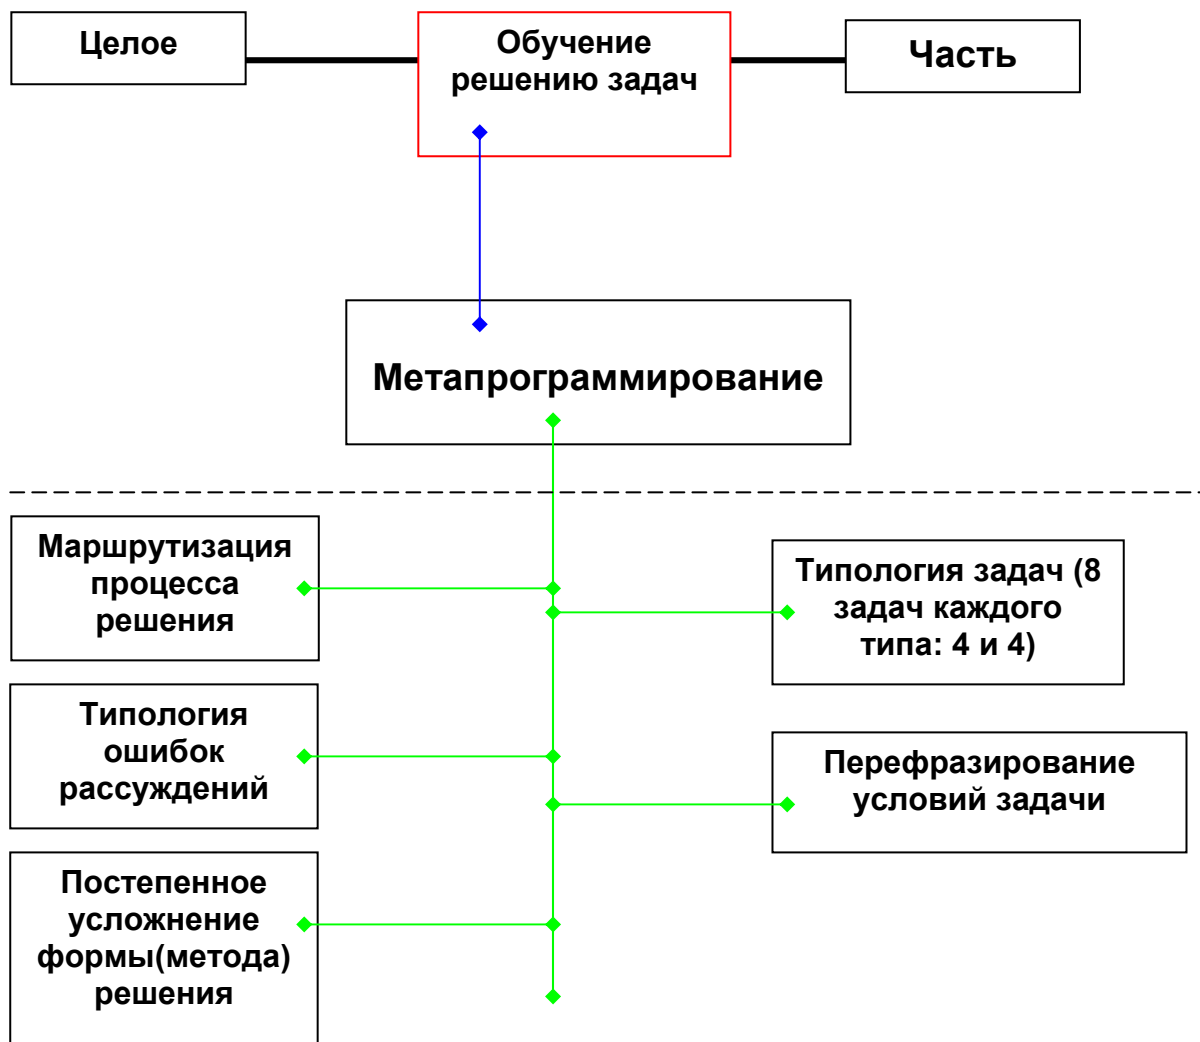 Целое
Обучение
решению задач
Часть
Метапрограммирование
Маршрутизация
процесса
решения
Типология задач (8
задач каждого
типа: 4 и 4)
Типология
ошибок
рассуждений
Перефразирование
условий задачи
Постепенное
усложнение
формы(метода)
решения